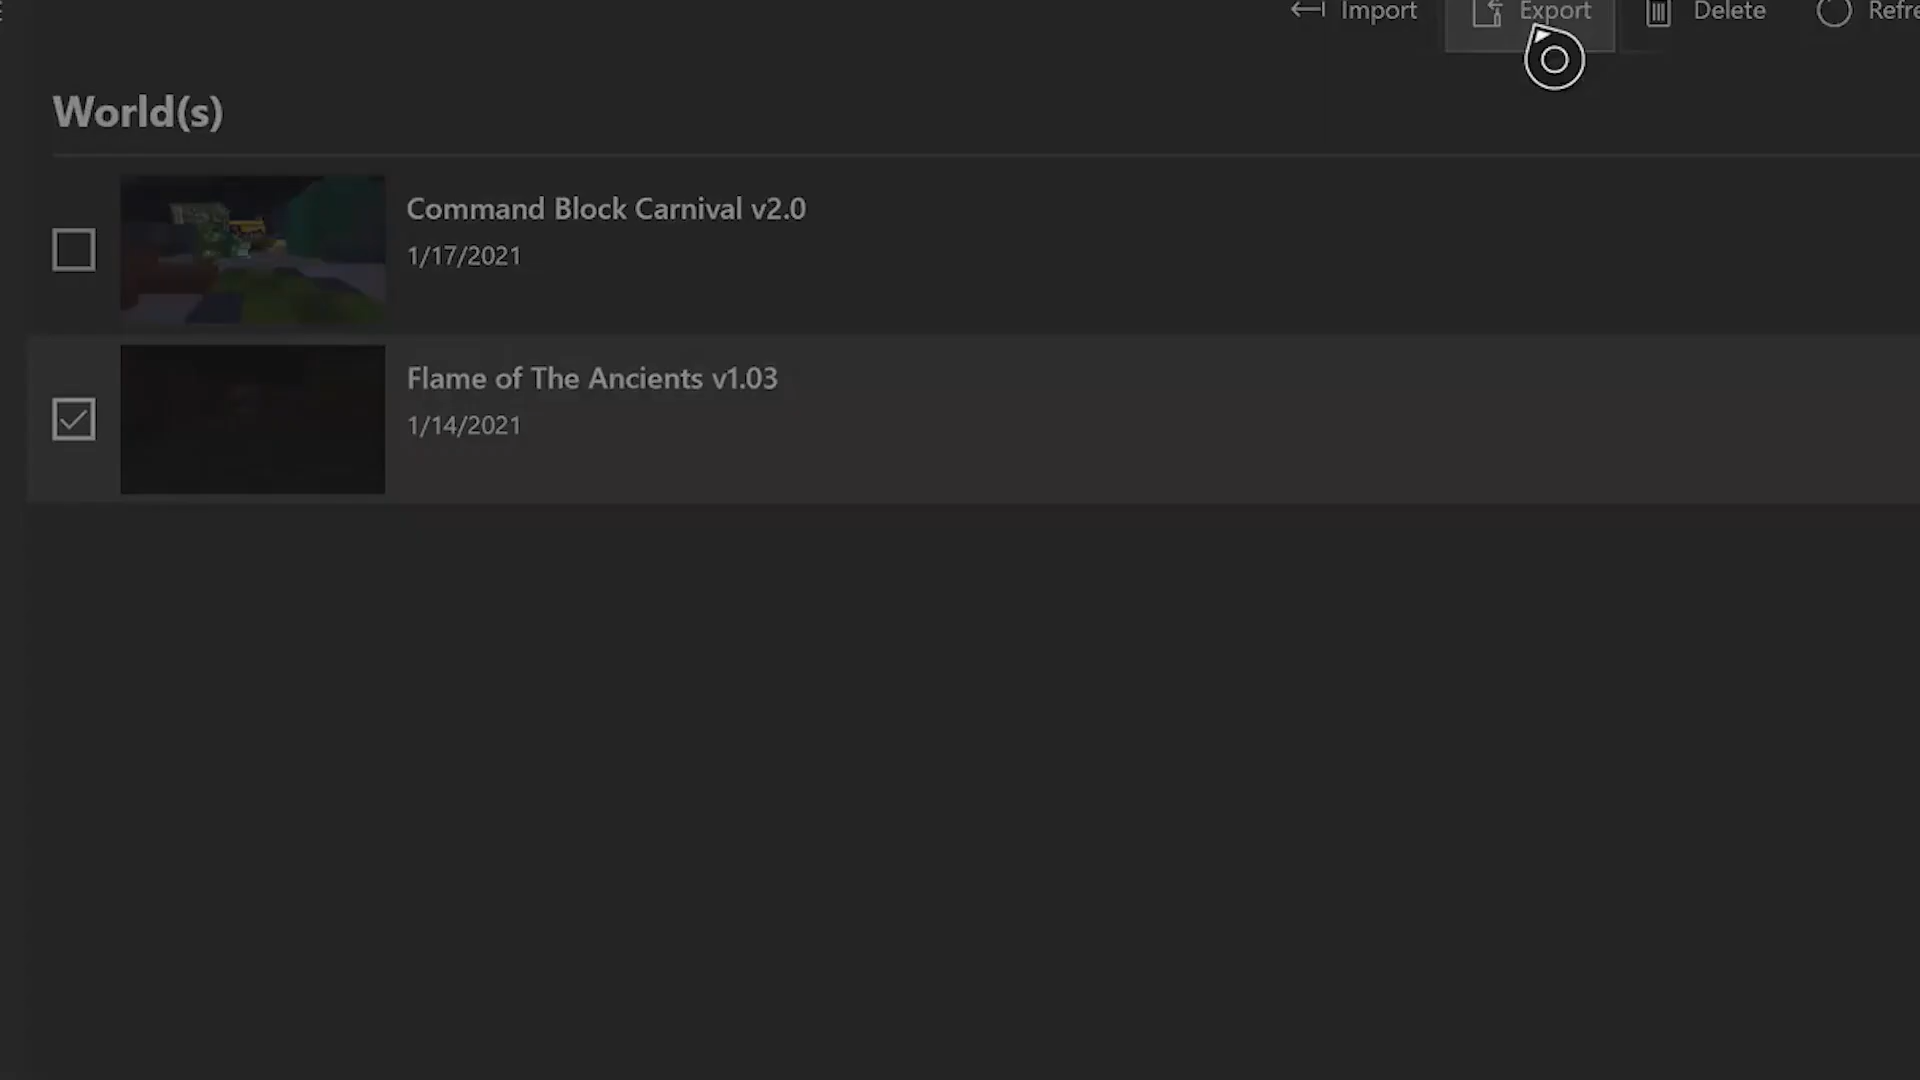 Import Export Delete
World(s)
Command Block Carnival v2.0
1/17/2021
Flame of The Ancients v1.03
1/14/2021